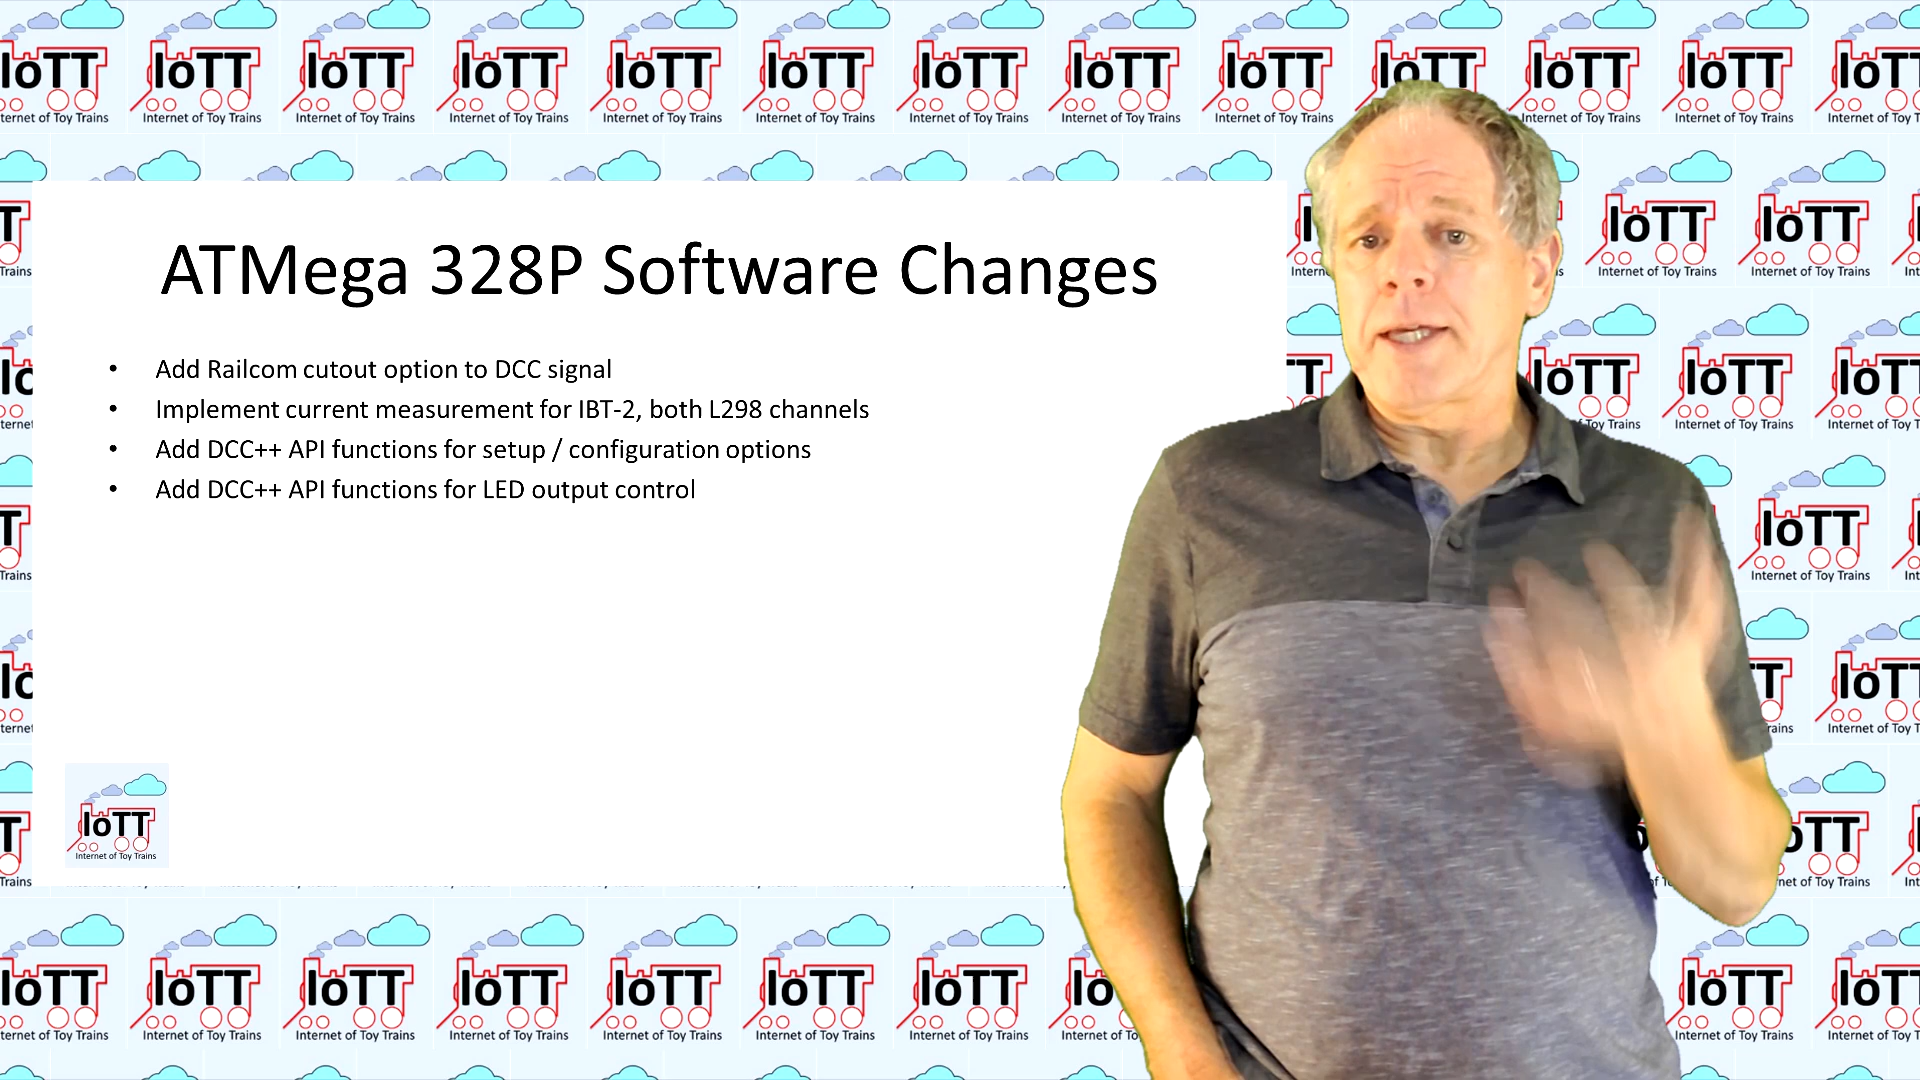 ATMega 328P Software Changes
• Add Railcom cutout option to DCC signal
• Implement current measurement for IBT-2, both L298 channels
• Add DCC++ API functions for setup / configuration options
• Add DCC++ API functions for LED output control
IoTT
Internet of Toy Trains